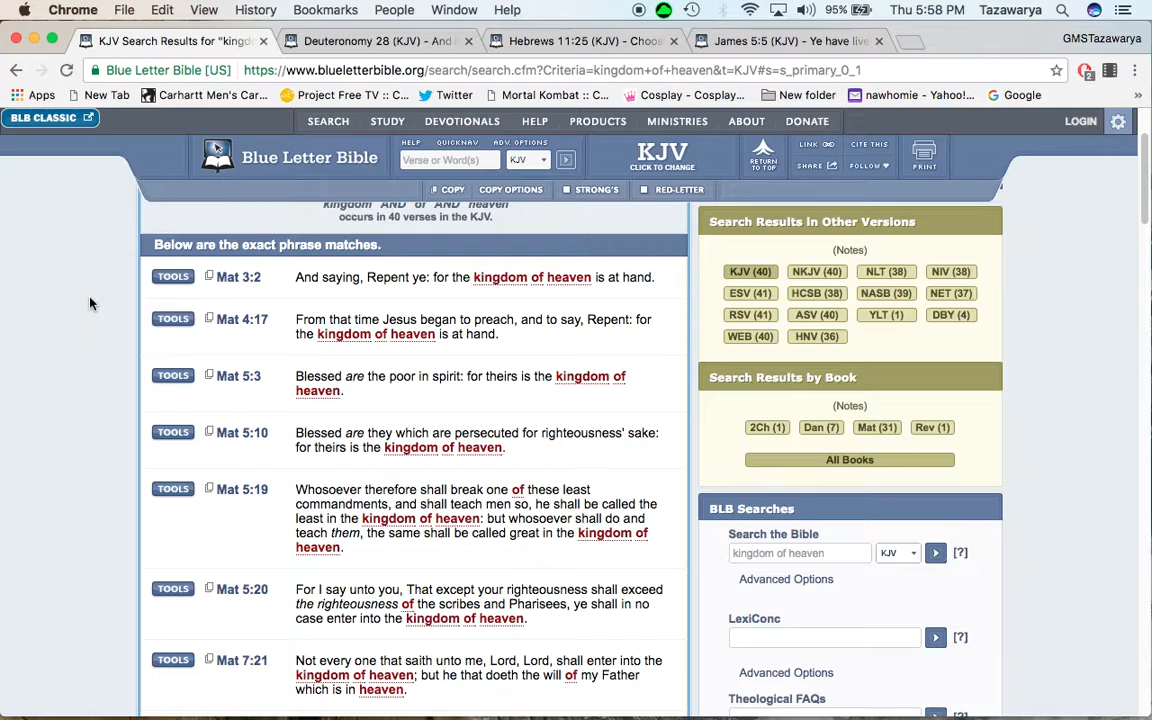 Chrome File Edit View History Bookmarks People Window Help 95% Thu 5:58 PM Tazawarya
KJV Search Results for "kingd Deuteronomy 28 (KJV) - And i Hebrews 11:25 (KJV) - Choos James 5:5 (KJV) - Ye have live GMSTazawarya
Blue Letter Bible [US] https://www.blueletterbible.org/search/search.cfm?Criteria=kingdom+of+heaven&t=KJV#s=s_primary_0_1
Apps New Tab Carhartt Men's Car... Project Free TV :: C... Twitter Mortal Kombat :: C... Cosplay - Cosplay... New folder nawhomie - Yahoo!... Google »
BLB CLASSIC SEARCH STUDY DEVOTIONALS HELP PRODUCTS MINISTRIES ABOUT DONATE LOGIN
HELP QUICKNAV ADV. OPTIONS
Blue Letter Bible Verse or Word(s) KJV KJV CLICK TO CHANGE RETURN TO TOP LINK CITE THIS
SHARE FOLLOW PRINT
COPY COPY OPTIONS STRONG'S RED-LETTER
kingdom AND of AND heaven
occurs in 40 verses in the KJV.
Below are the exact phrase matches.
TOOLS Mat 3:2 And saying, Repent ye: for the kingdom of heaven is at hand.
TOOLS Mat 4:17 From that time Jesus began to preach, and to say, Repent: for
the kingdom of heaven is at hand.
TOOLS Mat 5:3 Blessed are the poor in spirit: for theirs is the kingdom of
heaven.
TOOLS Mat 5:10 Blessed are they which are persecuted for righteousness' sake:
for theirs is the kingdom of heaven.
TOOLS Mat 5:19 Whosoever therefore shall break one of these least
commandments, and shall teach men so, he shall be called the
least in the kingdom of heaven: but whosoever shall do and
teach them, the same shall be called great in the kingdom of
heaven.
TOOLS Mat 5:20 For I say unto you, That except your righteousness shall exceed
the righteousness of the scribes and Pharisees, ye shall in no
case enter into the kingdom of heaven.
TOOLS Mat 7:21 Not every one that saith unto me, Lord, Lord, shall enter into the
kingdom of heaven; but he that doeth the will of my Father
which is in heaven.
Search Results in Other Versions
(Notes)
KJV (40) NKJV (40) NLT (38) NIV (38)
ESV (41) HCSB (38) NASB (39) NET (37)
RSV (41) ASV (40) YLT (1) DBY (4)
WEB (40) HNV (36)
Search Results by Book
(Notes)
2Ch (1) Dan (7) Mat (31) Rev (1)
All Books
BLB Searches
Search the Bible
kingdom of heaven KJV [?]
Advanced Options
LexiConc
[?]
Advanced Options
Theological FAQs